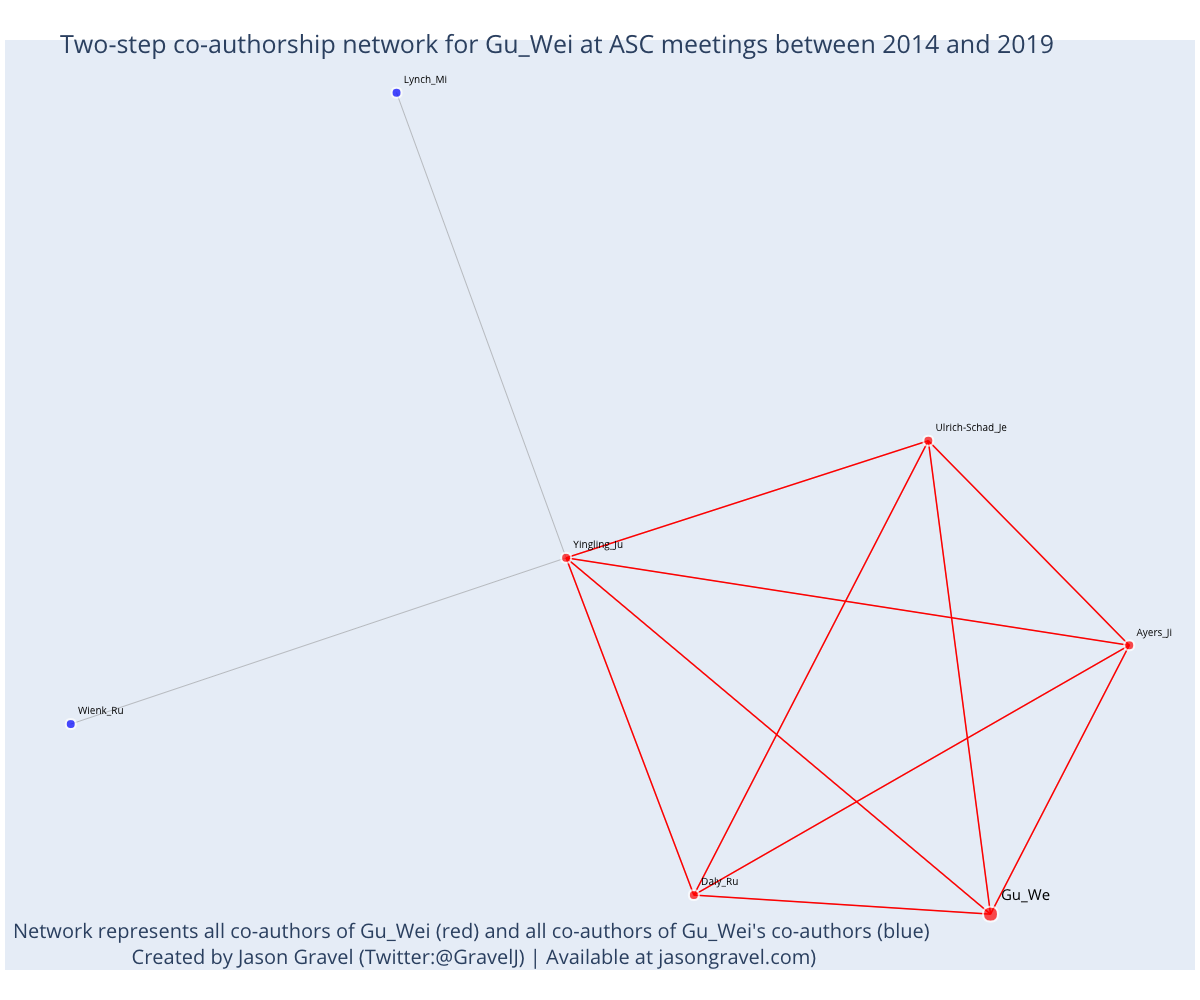 Two-step co-authorship network for Gu_Wei at ASC meetings between 2014 and 2019
Lynch_Mi
Ulrich-Schad_Je
Yingling_Ju
Ayers_Ji
Wienk_Ru
Daly_Ru
Gu_We
Network represents all co-authors of Gu_Wei (red) and all co-authors of Gu_Wei's co-authors (blue)
Created by Jason Gravel (Twitter:@GravelJ) | Available at jasongravel.com)